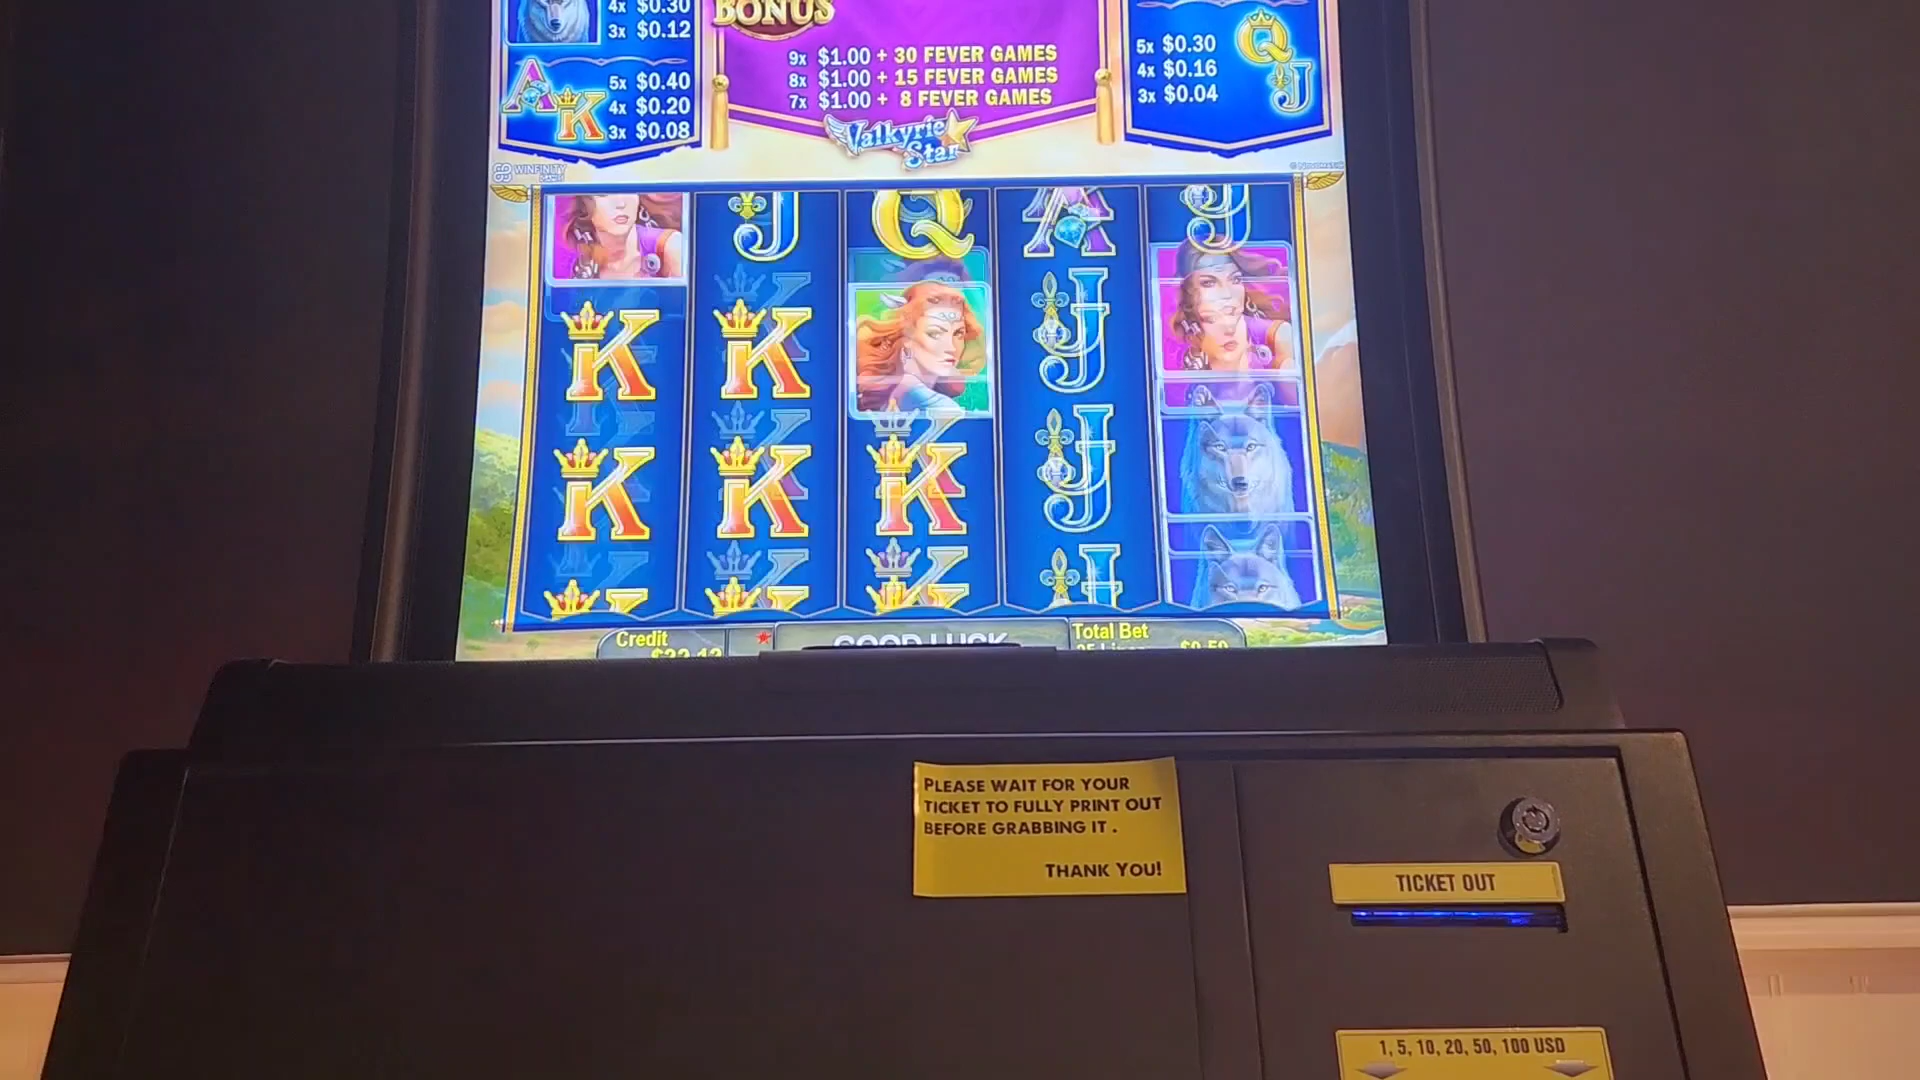 4x $0.30
3x $0.12
BONUS
9x $1.00 + 30 FEVER GAMES
8x $1.00 + 15 FEVER GAMES
7x $1.00 + 8 FEVER GAMES
5x $0.30
4x $0.16
3x $0.04
Q
J
A
K
5x $0.40
4x $0.20
3x $0.08
Valkyrie
Star
WINFINITY
J Q A J
K K J
K K K J
K K K J
Credit
GOOD LUCK
Total Bet
PLEASE WAIT FOR YOUR
TICKET TO FULLY PRINT OUT
BEFORE GRABBING IT .
THANK YOU!
TICKET OUT
1, 5, 10, 20, 50, 100 USD